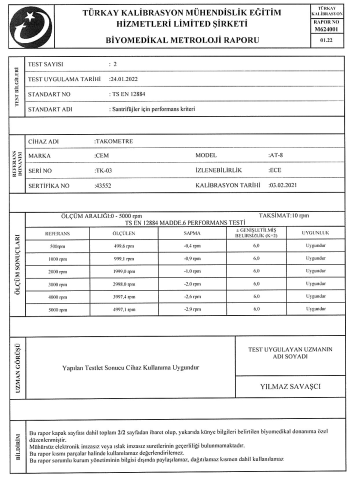 TÜRKAY KALİBRASYON MÜHENDİSLİK EĞİTİM
HİZMETLERİ LİMİTED ŞİRKETİ
BİYOMEDİKAL METROLOJİ RAPORU
TÜRKAY
KALİBRASYON
RAPOR NO
M624001
01.22
TEST BİLGİLERİ
TEST SAYISI : 2
TEST UYGULAMA TARİHİ :24.01.2022
STANDART NO : TS EN 12884
STANDART ADI : Santrifüjler için performans kriteri
REFERANS DONANIMI
CİHAZ ADI :TAKOMETRE
MARKA :CEM MODEL :AT-8
SERİ NO :TK-03 İZLENEBİLİRLİK :ECE
SERTİFİKA NO :43552 KALİBRASYON TARİHİ :03.02.2021
ÖLÇÜM SONUÇLARI
ÖLÇÜM ARALIĞI:0 - 5000 rpm TAKSİMAT:10 rpm
TS EN 12884 MADDE.6 PERFORMANS TESTİ
REFERANS ÖLÇÜLEN SAPMA ± GENİŞLETİLMİŞ BELİRSİZLİK (K=2) UYGUNLUK
500rpm 499,6 rpm -0,4 rpm 6,0 Uygundur
1000 rpm 999,1 rpm -0,9 rpm 6,0 Uygundur
2000 rpm 1999,0 rpm -1,0 rpm 6,0 Uygundur
3000 rpm 2998,0 rpm -2,0 rpm 6,0 Uygundur
4000 rpm 3997,4 rpm -2,6 rpm 6,0 Uygundur
5000 rpm 4997,1 rpm -2,9 rpm 6,0 Uygundur
UZMAN GÖRÜŞÜ
Yapılan Testlet Sonucu Cihaz Kullanıma Uygundur
TEST UYGULAYAN UZMANIN
ADI SOYADI
YILMAZ SAVAŞCI
BİLDİRİM
Bu rapor kapak sayfası dahil toplam 2/2 sayfadan ibaret olup, yukarıda künye bilgileri belirtilen biyomedikal donanıma özel
düzenlenmiştir.
Mühürsüz elektronik imzasız veya ıslak imzasız suretlerinin geçerliliği bulunmamaktadır.
Bu rapor kısmı parçalar halinde kullanılamaz değerlendirilemez.
Bu rapor sorumlu kurum yönetiminin bilgisi dışında paylaşılamaz, dağıtılamaz kısmen dahil kullanılamaz